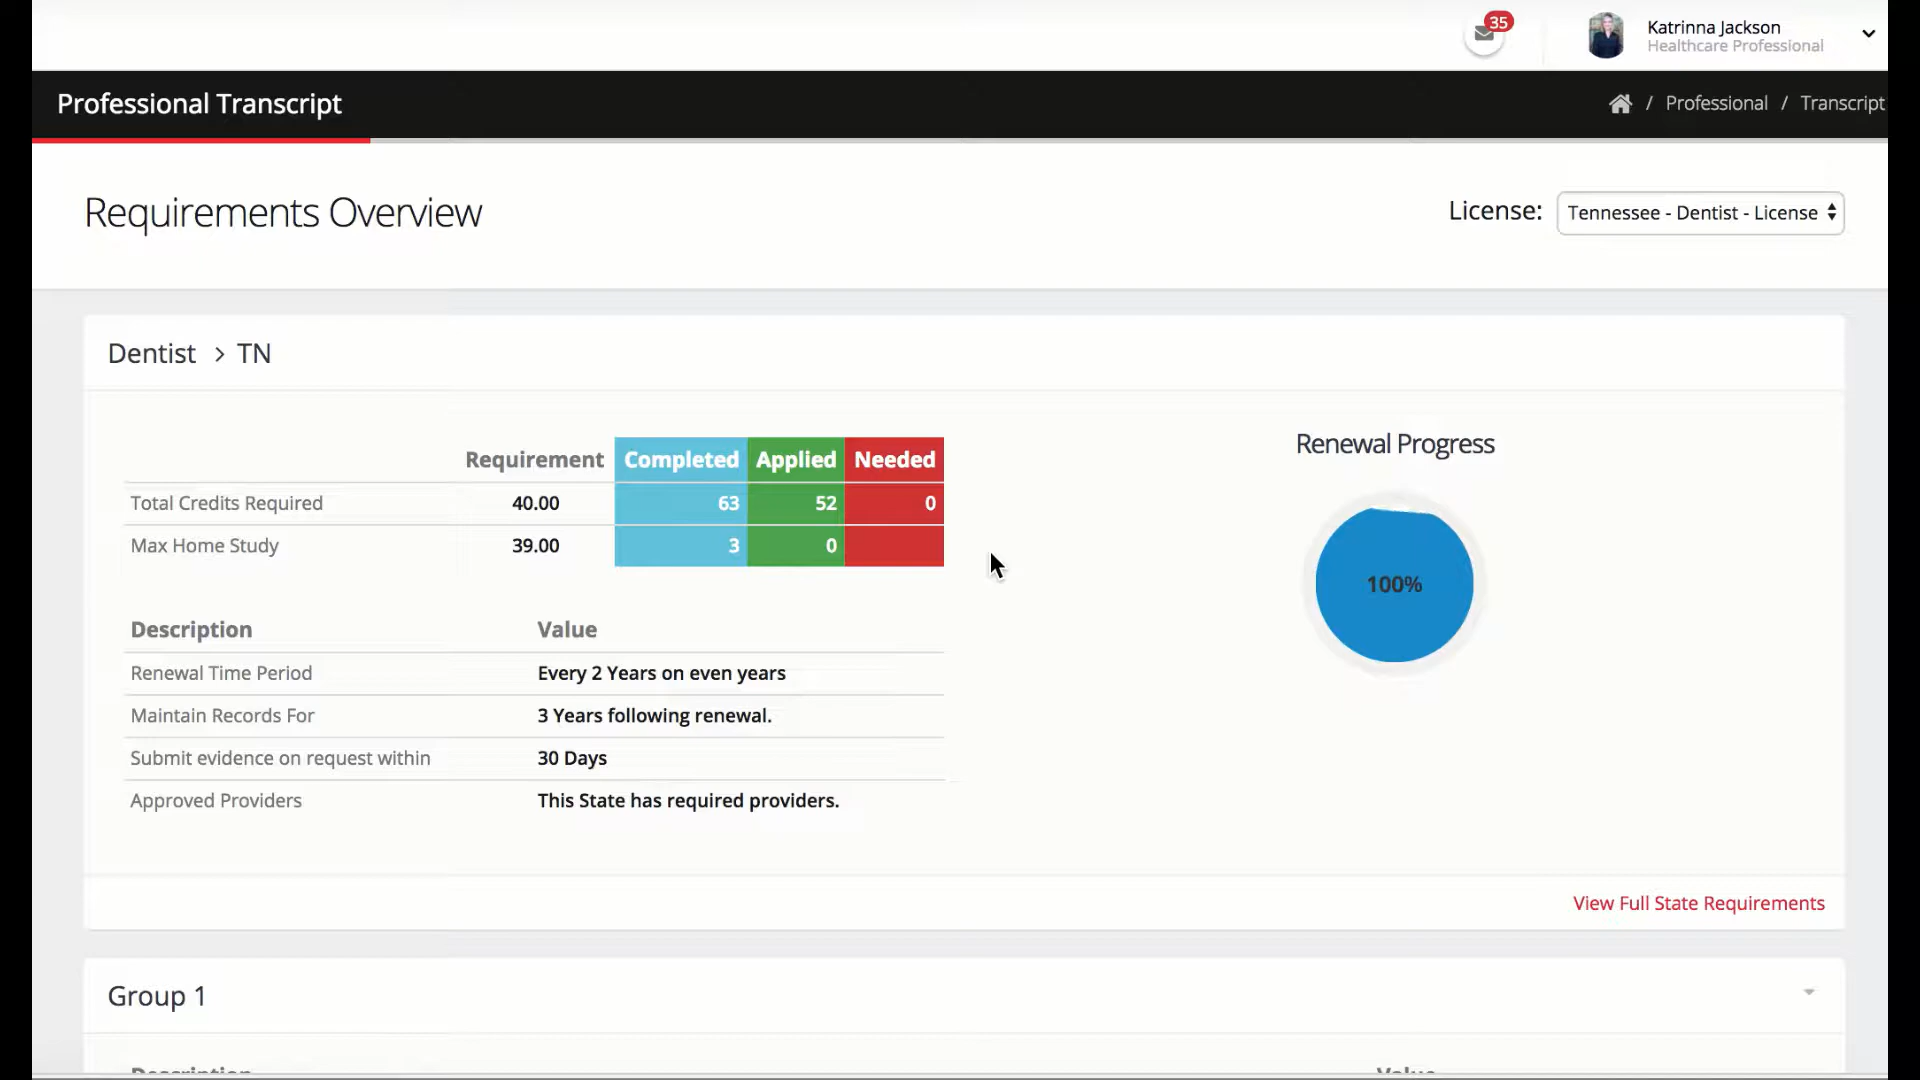 35
Katrinna Jackson
Healthcare Professional
Professional Transcript
/ Professional / Transcript
Requirements Overview
License: Tennessee - Dentist - License
Dentist > TN
Requirement Completed Applied Needed
Total Credits Required 40.00 63 52 0
Max Home Study 39.00 3 0
Renewal Progress
100%
Description Value
Renewal Time Period Every 2 Years on even years
Maintain Records For 3 Years following renewal.
Submit evidence on request within 30 Days
Approved Providers This State has required providers.
View Full State Requirements
Group 1
Description Value